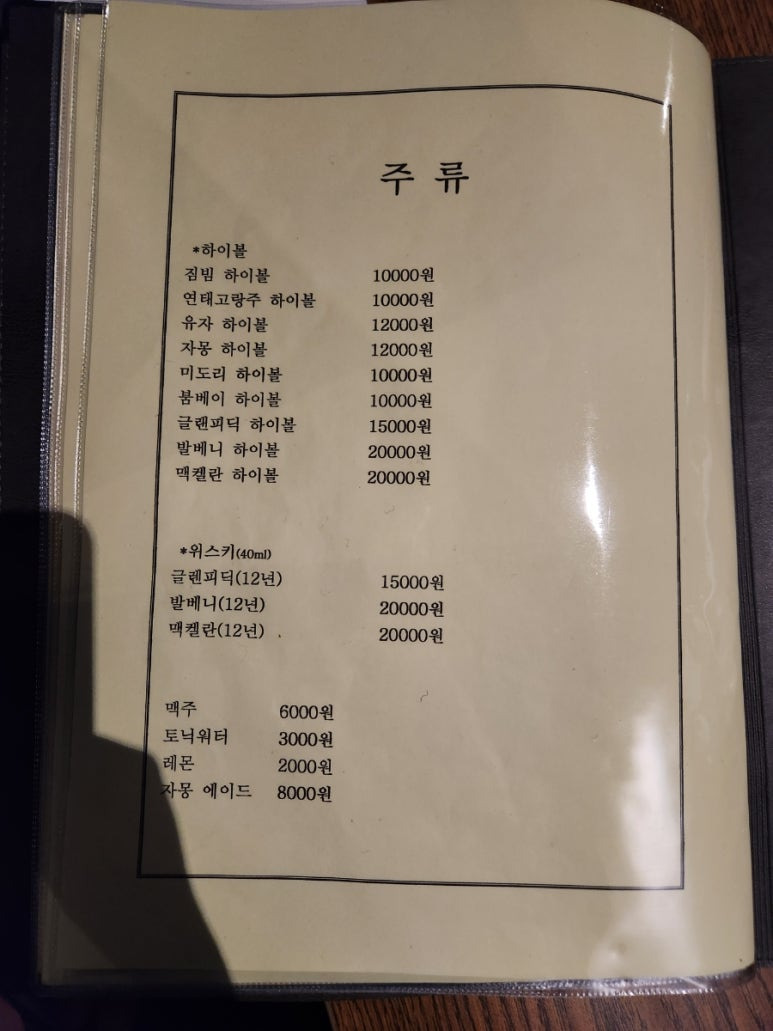 주 류
*하이볼
짐빔 하이볼 10000원
연태고량주 하이볼 10000원
유자 하이볼 12000원
자몽 하이볼 12000원
미도리 하이볼 10000원
봄베이 하이볼 10000원
글랜피딕 하이볼 15000원
발베니 하이볼 20000원
맥켈란 하이볼 20000원
*위스키(40ml)
글렌피딕(12년) 15000원
발베니(12년) 20000원
맥켈란(12년) 20000원
맥주 6000원
토닉워터 3000원
레몬 2000원
자몽 에이드 8000원